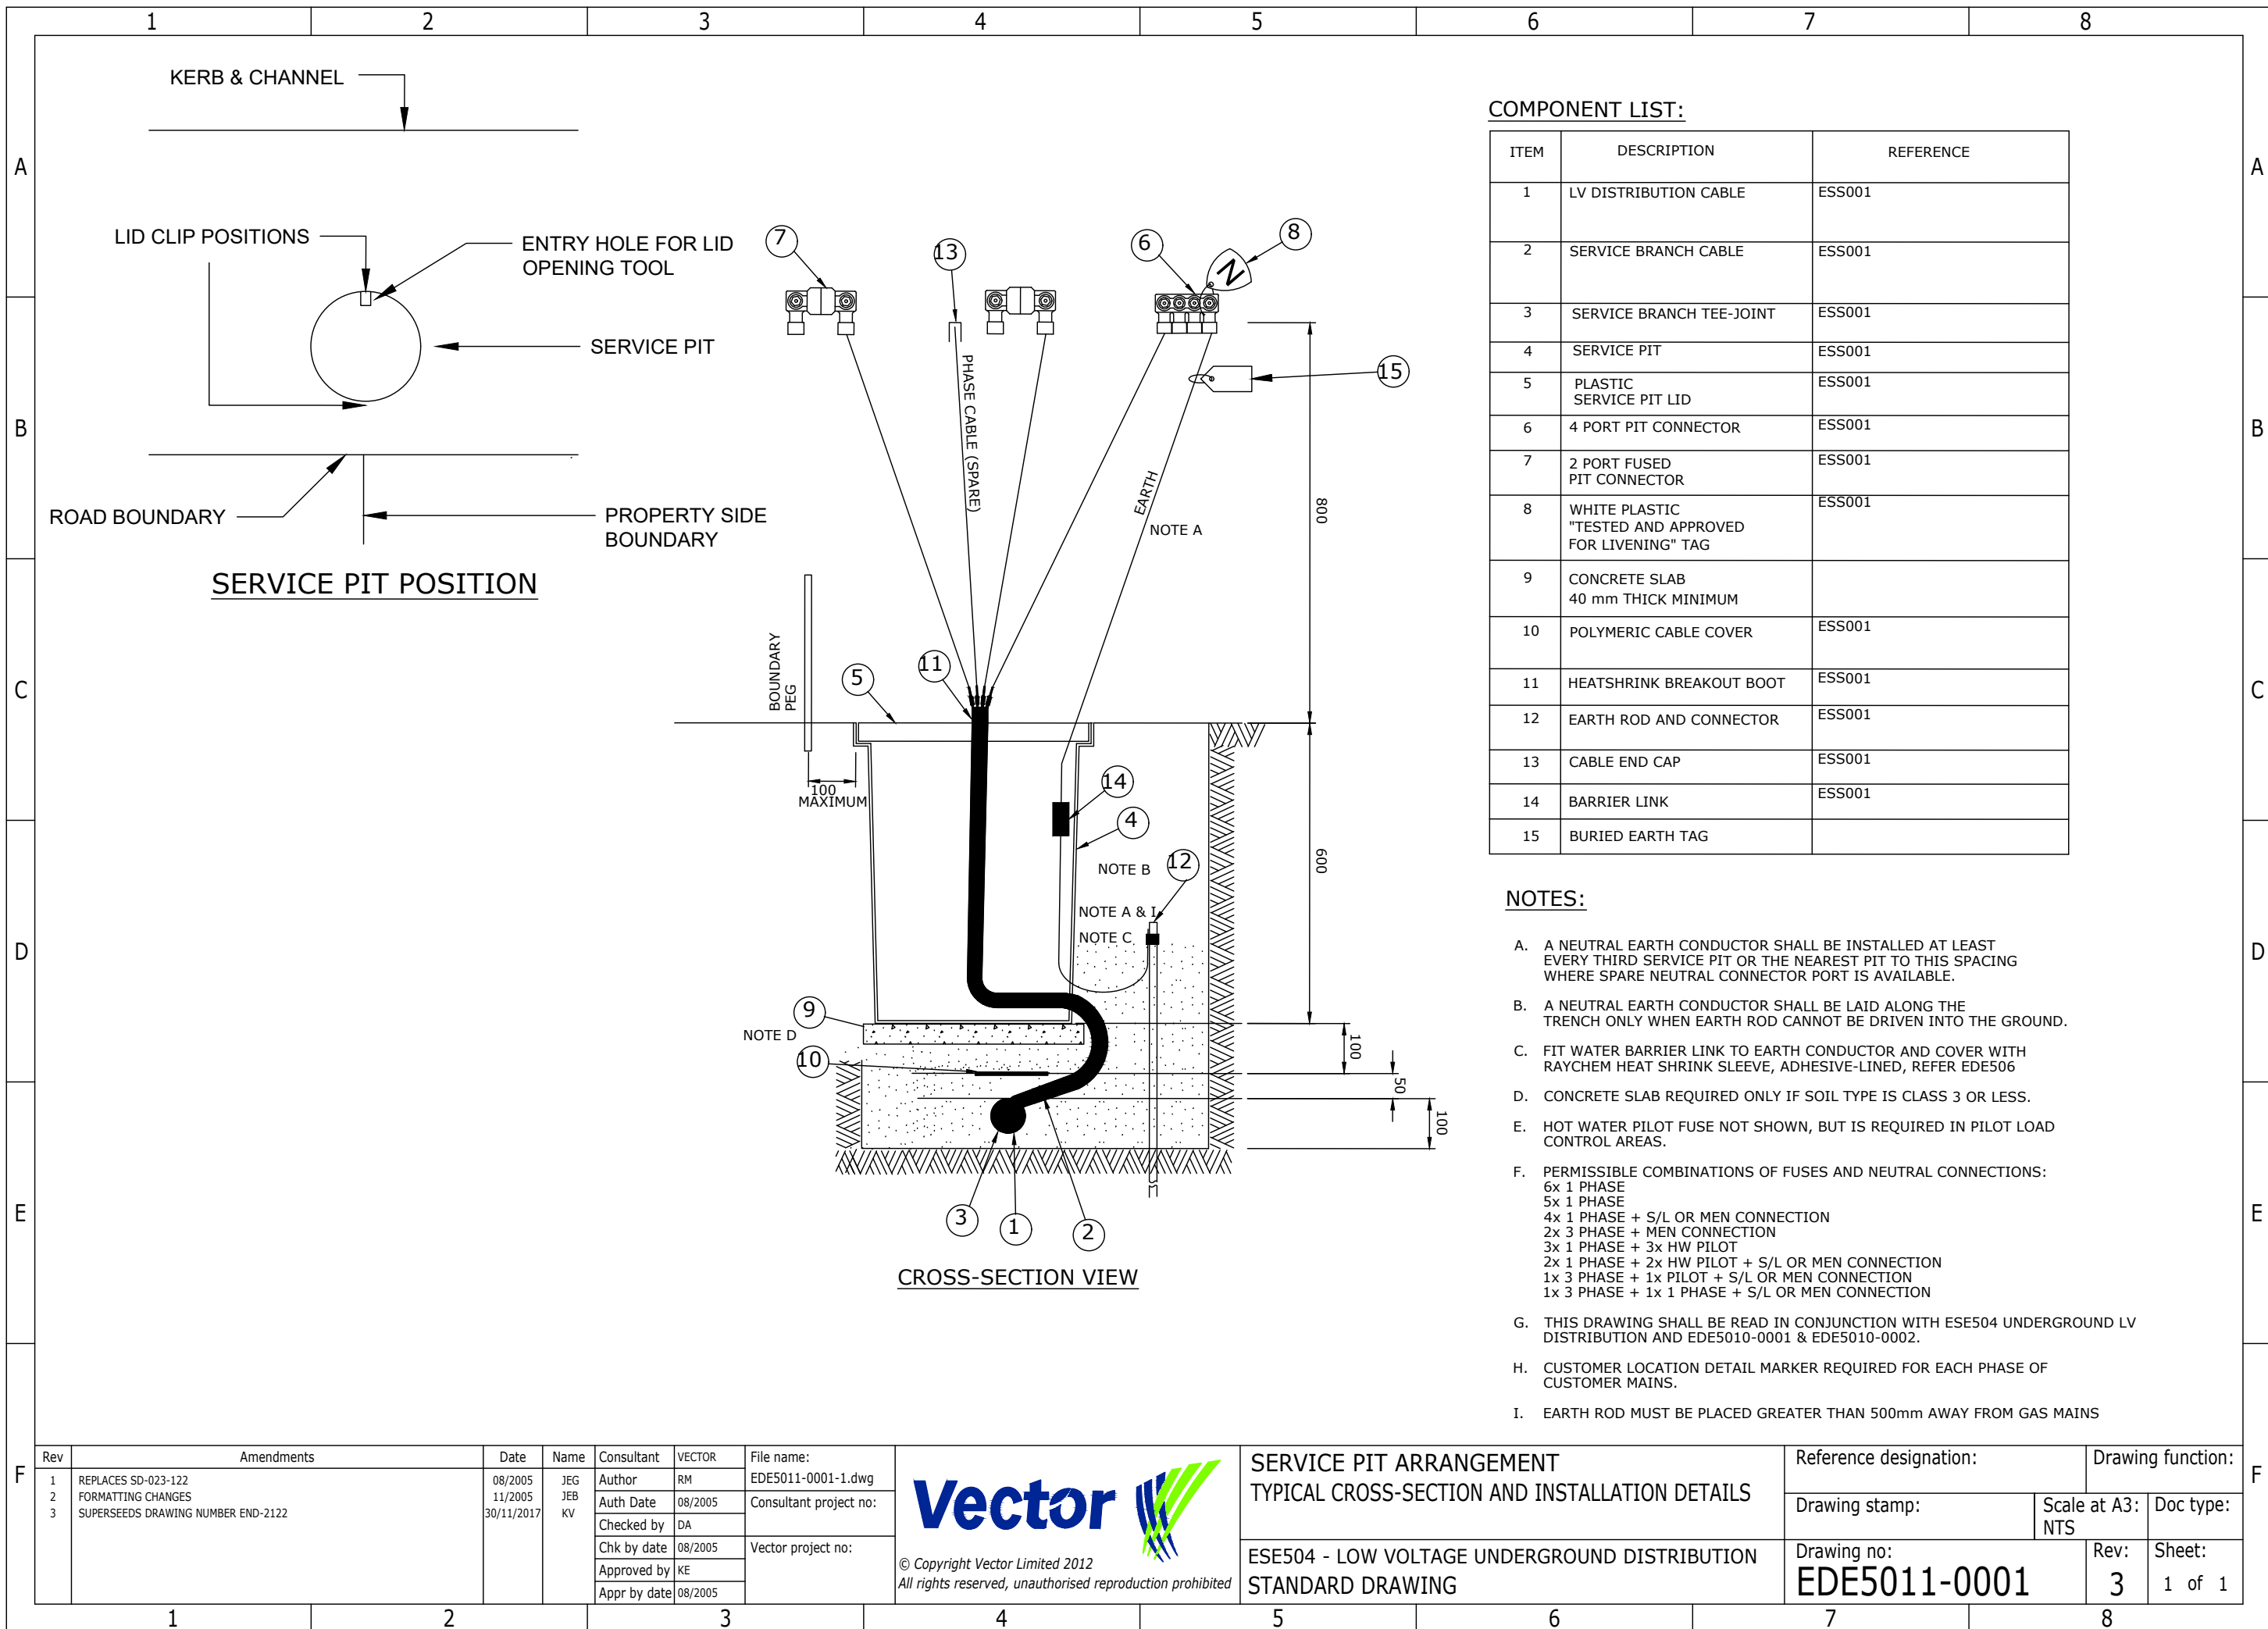 1 2 3 4 5 6 7 8
A
B
C
D
E
F
KERB & CHANNEL
LID CLIP POSITIONS
ENTRY HOLE FOR LID
OPENING TOOL
SERVICE PIT
ROAD BOUNDARY
PROPERTY SIDE
BOUNDARY
SERVICE PIT POSITION
7
13
6
8
N
15
PHASE CABLE (SPARE)
EARTH
NOTE A
800
BOUNDARY
PEG
5
11
100
MAXIMUM
14
4
NOTE B
12
NOTE A & I
NOTE C
600
9
NOTE D
10
100
50
100
3
1
2
CROSS-SECTION VIEW
COMPONENT LIST:
ITEM DESCRIPTION REFERENCE
1 LV DISTRIBUTION CABLE ESS001
2 SERVICE BRANCH CABLE ESS001
3 SERVICE BRANCH TEE-JOINT ESS001
4 SERVICE PIT ESS001
5 PLASTIC ESS001
SERVICE PIT LID
6 4 PORT PIT CONNECTOR ESS001
7 2 PORT FUSED ESS001
PIT CONNECTOR
8 WHITE PLASTIC ESS001
"TESTED AND APPROVED
FOR LIVENING" TAG
9 CONCRETE SLAB
40 mm THICK MINIMUM
10 POLYMERIC CABLE COVER ESS001
11 HEATSHRINK BREAKOUT BOOT ESS001
12 EARTH ROD AND CONNECTOR ESS001
13 CABLE END CAP ESS001
14 BARRIER LINK ESS001
15 BURIED EARTH TAG
NOTES:
A. A NEUTRAL EARTH CONDUCTOR SHALL BE INSTALLED AT LEAST
EVERY THIRD SERVICE PIT OR THE NEAREST PIT TO THIS SPACING
WHERE SPARE NEUTRAL CONNECTOR PORT IS AVAILABLE.
B. A NEUTRAL EARTH CONDUCTOR SHALL BE LAID ALONG THE
TRENCH ONLY WHEN EARTH ROD CANNOT BE DRIVEN INTO THE GROUND.
C. FIT WATER BARRIER LINK TO EARTH CONDUCTOR AND COVER WITH
RAYCHEM HEAT SHRINK SLEEVE, ADHESIVE-LINED, REFER EDE506
D. CONCRETE SLAB REQUIRED ONLY IF SOIL TYPE IS CLASS 3 OR LESS.
E. HOT WATER PILOT FUSE NOT SHOWN, BUT IS REQUIRED IN PILOT LOAD
CONTROL AREAS.
F. PERMISSIBLE COMBINATIONS OF FUSES AND NEUTRAL CONNECTIONS:
6x 1 PHASE
5x 1 PHASE
4x 1 PHASE + S/L OR MEN CONNECTION
2x 3 PHASE + MEN CONNECTION
3x 1 PHASE + 3x HW PILOT
2x 1 PHASE + 2x HW PILOT + S/L OR MEN CONNECTION
1x 3 PHASE + 1x PILOT + S/L OR MEN CONNECTION
1x 3 PHASE + 1x 1 PHASE + S/L OR MEN CONNECTION
G. THIS DRAWING SHALL BE READ IN CONJUNCTION WITH ESE504 UNDERGROUND LV
DISTRIBUTION AND EDE5010-0001 & EDE5010-0002.
H. CUSTOMER LOCATION DETAIL MARKER REQUIRED FOR EACH PHASE OF
CUSTOMER MAINS.
I. EARTH ROD MUST BE PLACED GREATER THAN 500mm AWAY FROM GAS MAINS
Rev Amendments Date Name
1 REPLACES SD-023-122 08/2005 JEG
2 FORMATTING CHANGES 11/2005 JEB
3 SUPERSEEDS DRAWING NUMBER END-2122 30/11/2017 KV
Consultant VECTOR
Author RM
Auth Date 08/2005
Checked by DA
Chk by date 08/2005
Approved by KE
Appr by date 08/2005
File name:
EDE5011-0001-1.dwg
Consultant project no:
Vector project no:
Vector
© Copyright Vector Limited 2012
All rights reserved, unauthorised reproduction prohibited
SERVICE PIT ARRANGEMENT
TYPICAL CROSS-SECTION AND INSTALLATION DETAILS
ESE504 - LOW VOLTAGE UNDERGROUND DISTRIBUTION
STANDARD DRAWING
Reference designation:
Drawing function:
Drawing stamp:
Scale at A3:
NTS
Doc type:
Drawing no:
EDE5011-0001
Rev:
3
Sheet:
1 of 1
A
B
C
D
E
F
1 2 3 4 5 6 7 8